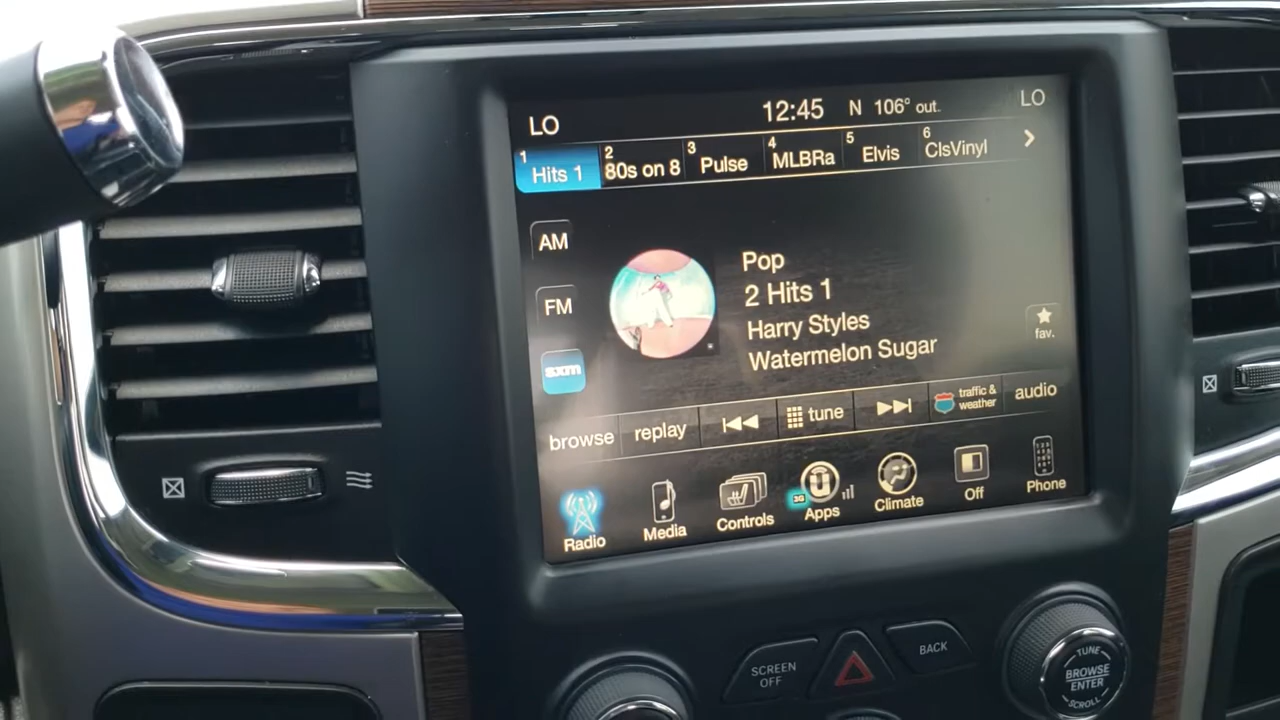 LO
12:45
N 106° out.
LO
1 Hits 1
2 80s on 8
3 Pulse
4 MLBRa
5 Elvis
6 ClsVinyl
AM
FM
sxm
Pop
2 Hits 1
Harry Styles
Watermelon Sugar
fav.
browse
replay
tune
traffic &
weather
audio
Radio
Media
Controls
3G
Apps
Climate
Off
Phone
SCREEN
OFF
BACK
TUNE
BROWSE
ENTER
SCROLL